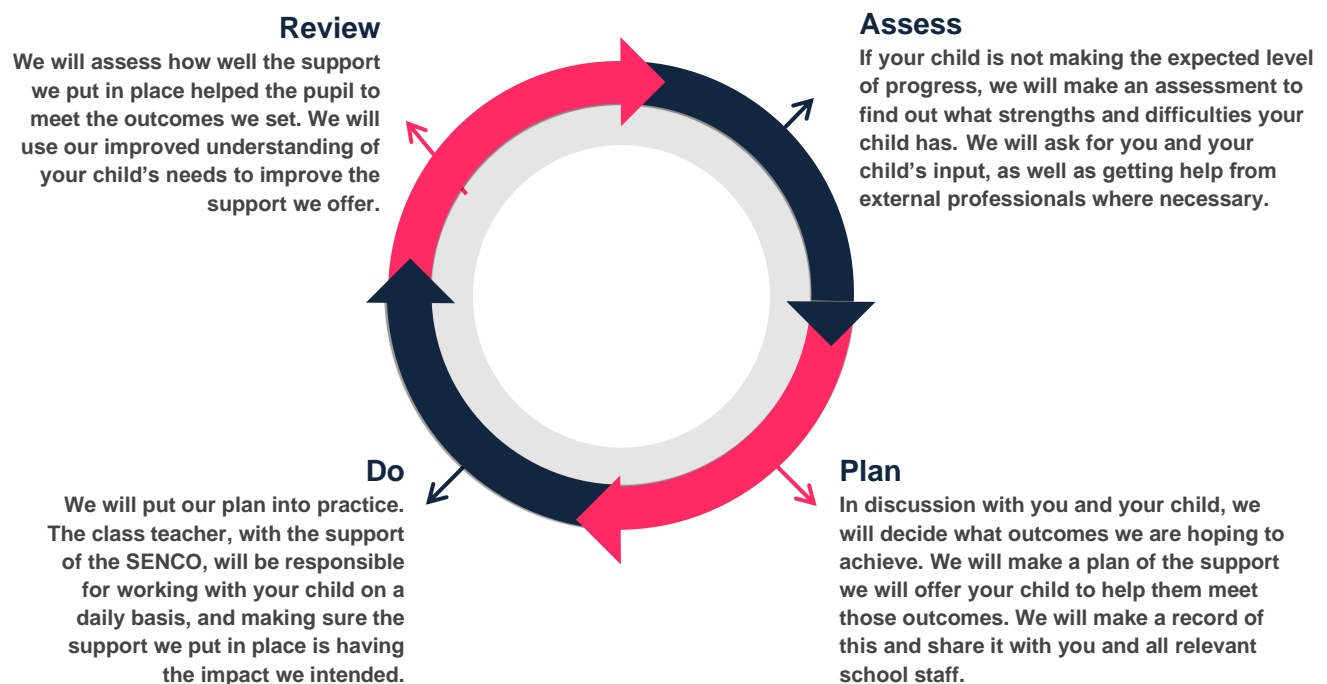 Review
We will assess how well the support
we put in place helped the pupil to
meet the outcomes we set. We will
use our improved understanding of
your child’s needs to improve the
support we offer.
Assess
If your child is not making the expected level
of progress, we will make an assessment to
find out what strengths and difficulties your
child has. We will ask for you and your
child’s input, as well as getting help from
external professionals where necessary.
Do
We will put our plan into practice.
The class teacher, with the support
of the SENCO, will be responsible
for working with your child on a
daily basis, and making sure the
support we put in place is having
the impact we intended.
Plan
In discussion with you and your child, we
will decide what outcomes we are hoping to
achieve. We will make a plan of the support
we will offer your child to help them meet
those outcomes. We will make a record of
this and share it with you and all relevant
school staff.